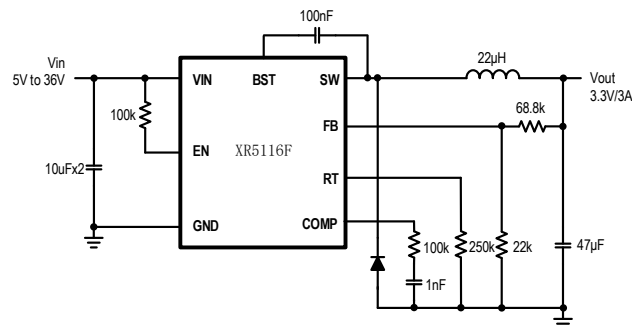 100nF
Vin
5V to 36V
VIN
BST
SW
22µH
Vout
3.3V/3A
100k
68.8k
FB
EN
XR5116F
10uFx2
RT
GND
COMP
100k
250k
22k
47µF
1nF